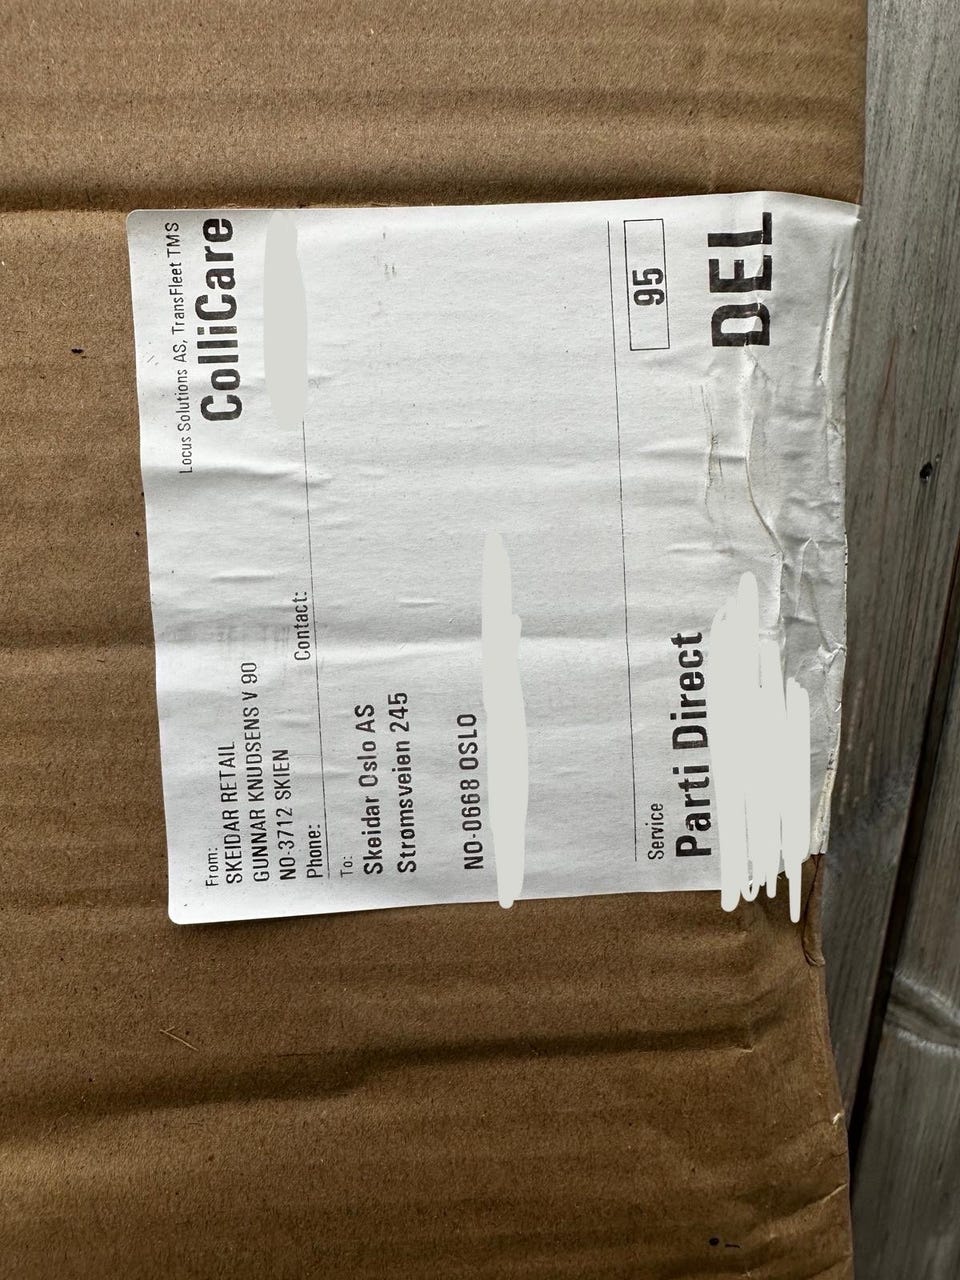 Locus Solutions AS, TransFleet TMS
From:
ColliCare
SKEIDAR RETAIL
GUNNAR KNUDSENS V 90
NO-3712 SKIEN
Phone: Contact:
To:
Skeidar Oslo AS
Stromsveien 245
NO-0668 OSLO
Service
95
Parti Direct
DEL